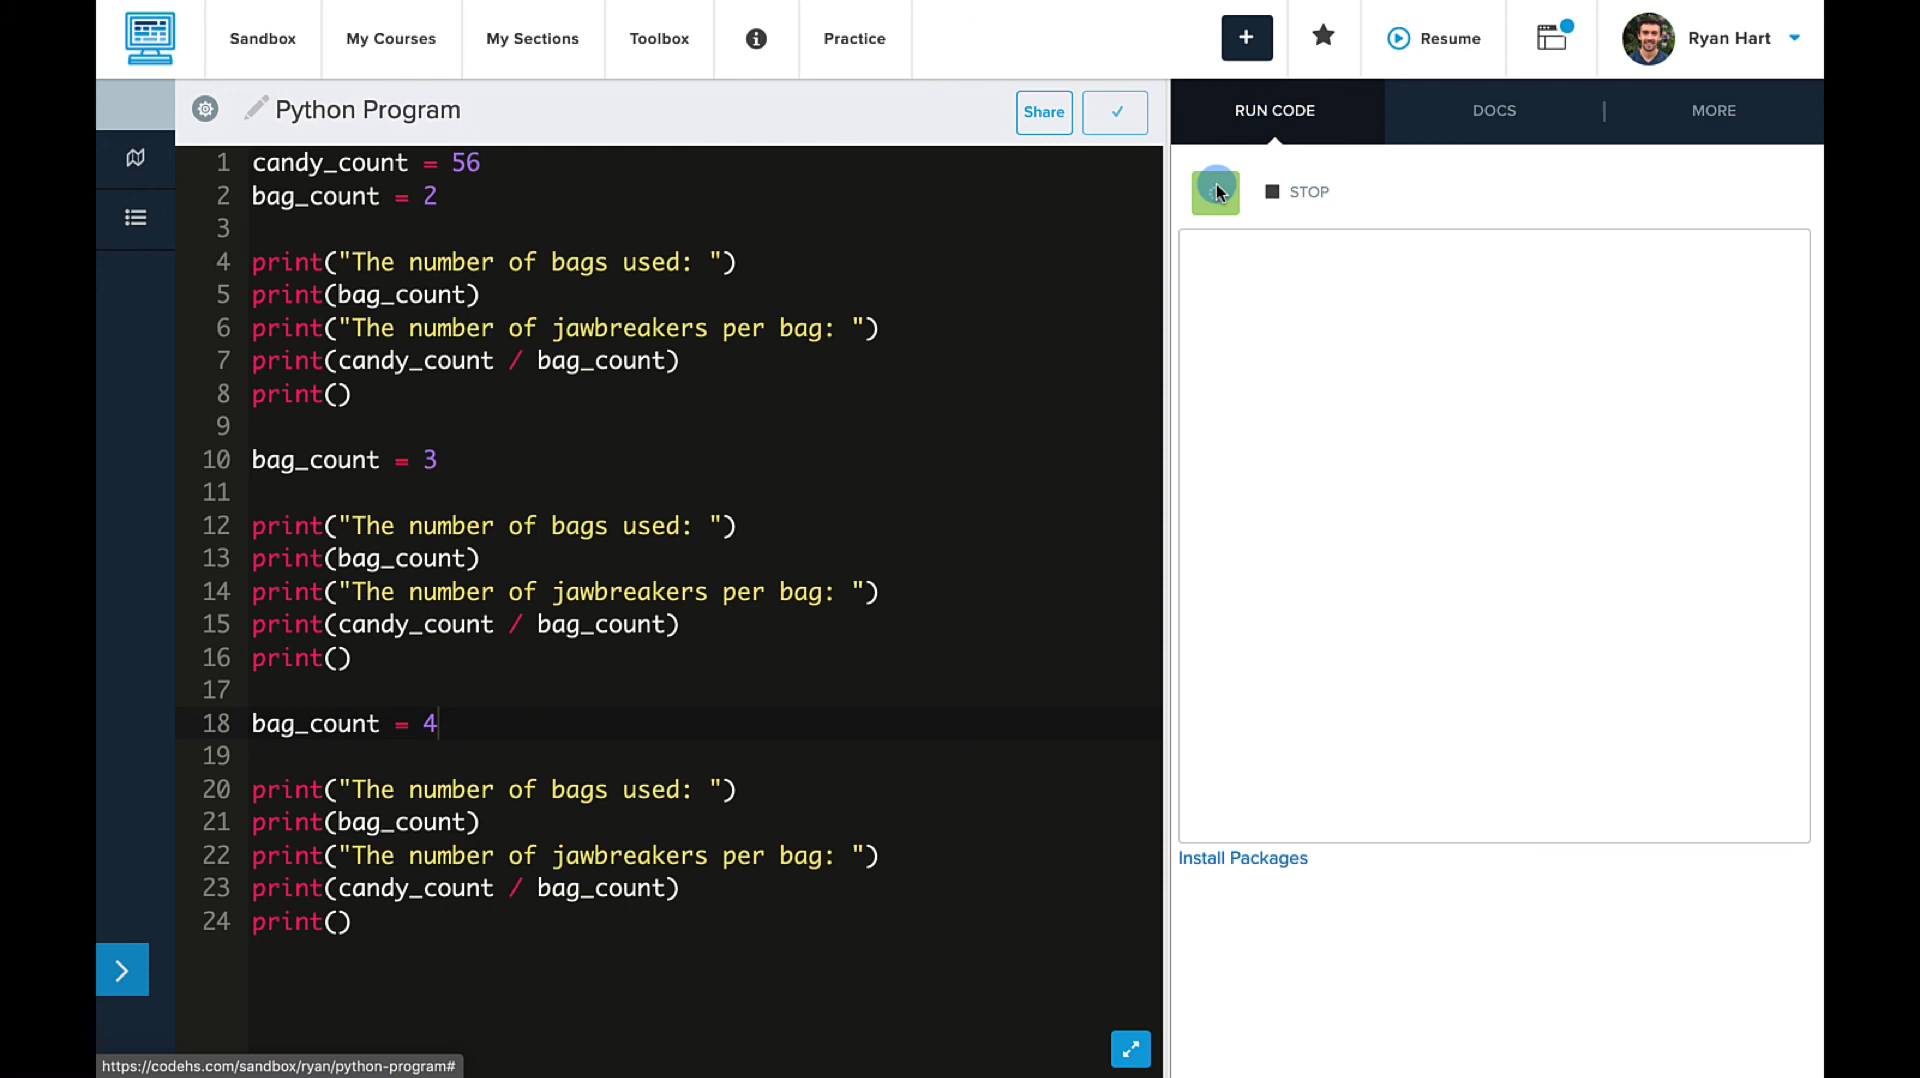 Sandbox
My Courses
My Sections
Toolbox
Practice
+
Resume
Ryan Hart
Python Program
Share
RUN CODE
DOCS
MORE
STOP
1 candy_count = 56
2 bag_count = 2
3
4 print("The number of bags used: ")
5 print(bag_count)
6 print("The number of jawbreakers per bag: ")
7 print(candy_count / bag_count)
8 print()
9
10 bag_count = 3
11
12 print("The number of bags used: ")
13 print(bag_count)
14 print("The number of jawbreakers per bag: ")
15 print(candy_count / bag_count)
16 print()
17
18 bag_count = 4
19
20 print("The number of bags used: ")
21 print(bag_count)
22 print("The number of jawbreakers per bag: ")
23 print(candy_count / bag_count)
24 print()
Install Packages
https://codehs.com/sandbox/ryan/python-program#